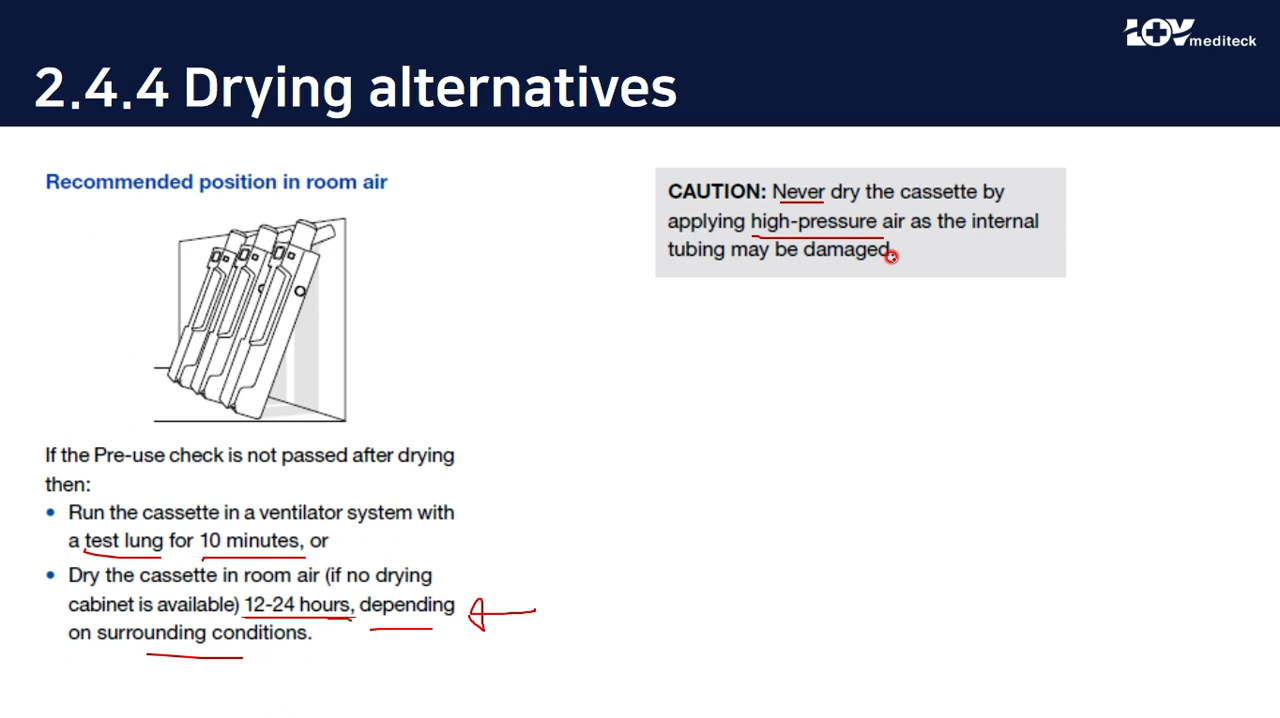 LOV mediteck
2.4.4 Drying alternatives
Recommended position in room air
If the Pre-use check is not passed after drying
then:
• Run the cassette in a ventilator system with
a test lung for 10 minutes, or
• Dry the cassette in room air (if no drying
cabinet is available) 12-24 hours, depending
on surrounding conditions.
CAUTION: Never dry the cassette by
applying high-pressure air as the internal
tubing may be damaged.